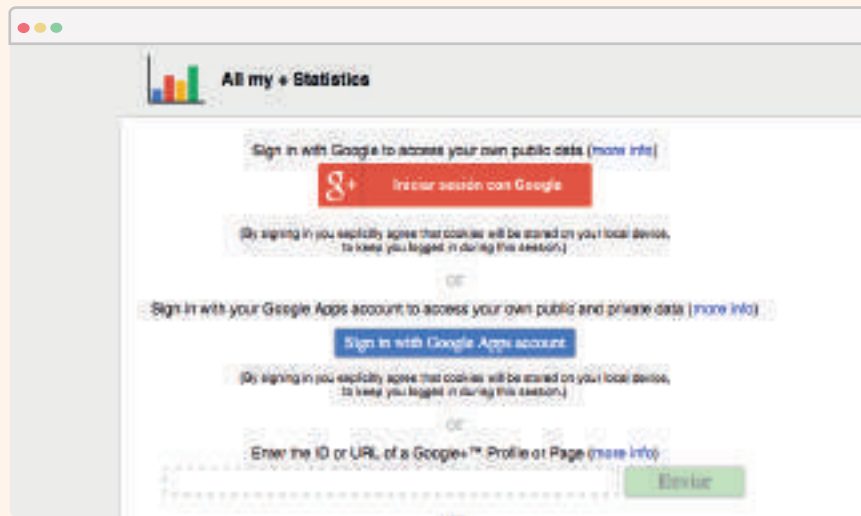 All my + Statistics
Sign in with Google to access your own public data (more info)
g+ Iniciar sesión con Google
(By signing in you explicitly agree that cookies will be stored on your local device,
to keep you logged in during this session.)
or
Sign in with your Google Apps account to access your own public and private data (more info)
Sign in with Google Apps account
(By signing in you explicitly agree that cookies will be stored on your local device,
to keep you logged in during this session.)
or
Enter the ID or URL of a Google+™ Profile or Page (more info)
Enviar